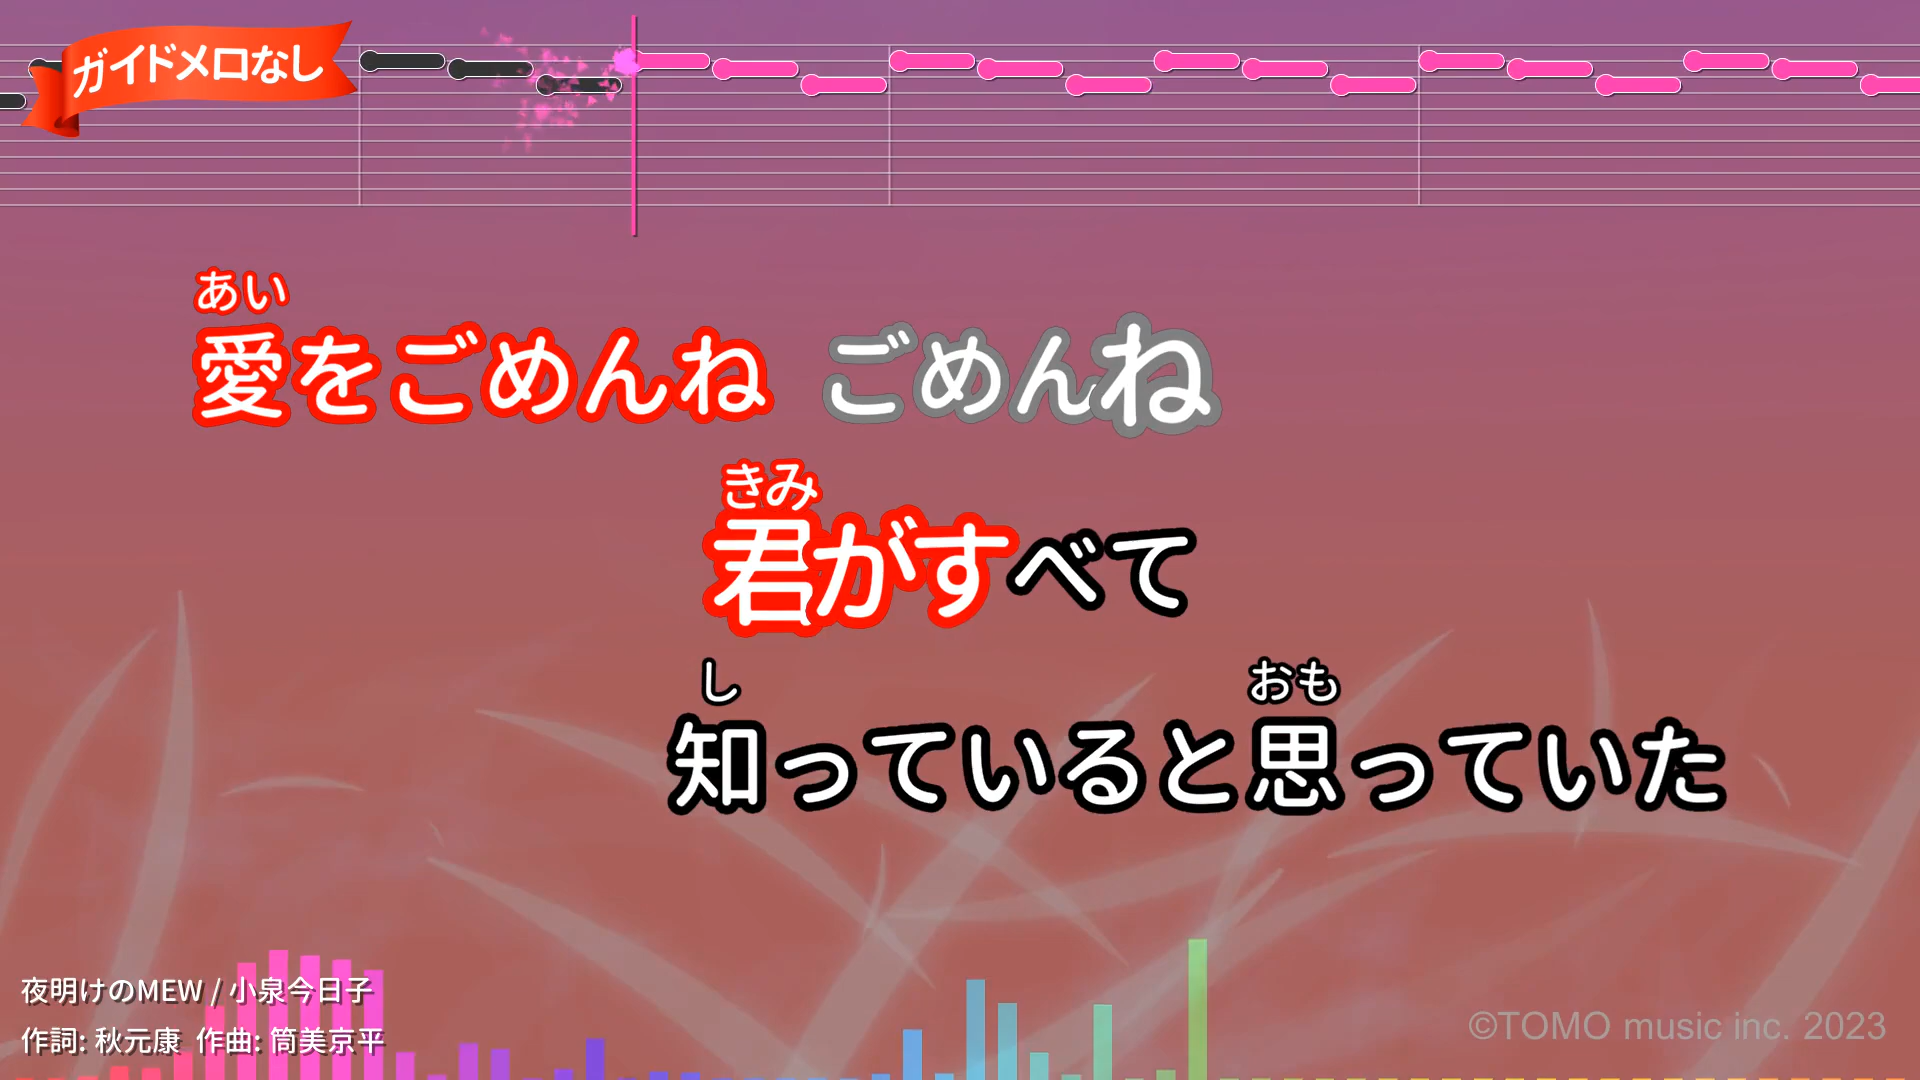 ガイドメロなし
あい
愛をごめんね ごめんね
きみ
君がすべて
し おも
知っていると思っていた
夜明けのMEW / 小泉今日子
作詞: 秋元康 作曲: 筒美京平
©TOMO music inc. 2023